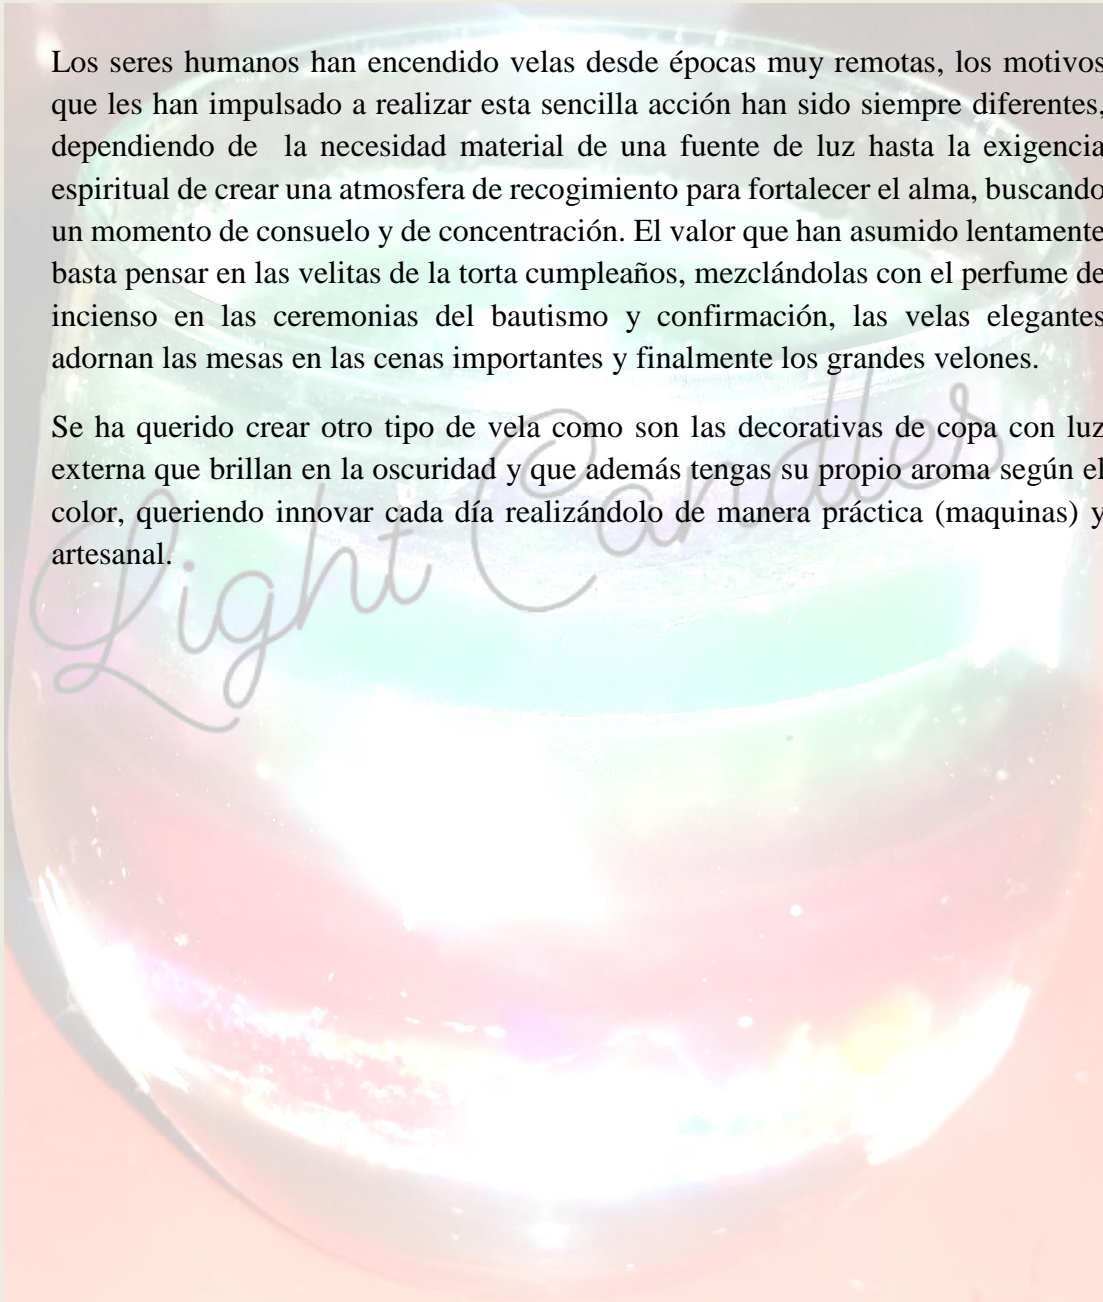 Los seres humanos han encendido velas desde épocas muy remotas, los motivos
que les han impulsado a realizar esta sencilla acción han sido siempre diferentes,
dependiendo de la necesidad material de una fuente de luz hasta la exigencia
espiritual de crear una atmosfera de recogimiento para fortalecer el alma, buscando
un momento de consuelo y de concentración. El valor que han asumido lentamente
basta pensar en las velitas de la torta cumpleaños, mezclándolas con el perfume de
incienso en las ceremonias del bautismo y confirmación, las velas elegantes
adornan las mesas en las cenas importantes y finalmente los grandes velones.
Se ha querido crear otro tipo de vela como son las decorativas de copa con luz
externa que brillan en la oscuridad y que además tengas su propio aroma según el
color, queriendo innovar cada día realizándolo de manera práctica (maquinas) y
artesanal.
Light Candles